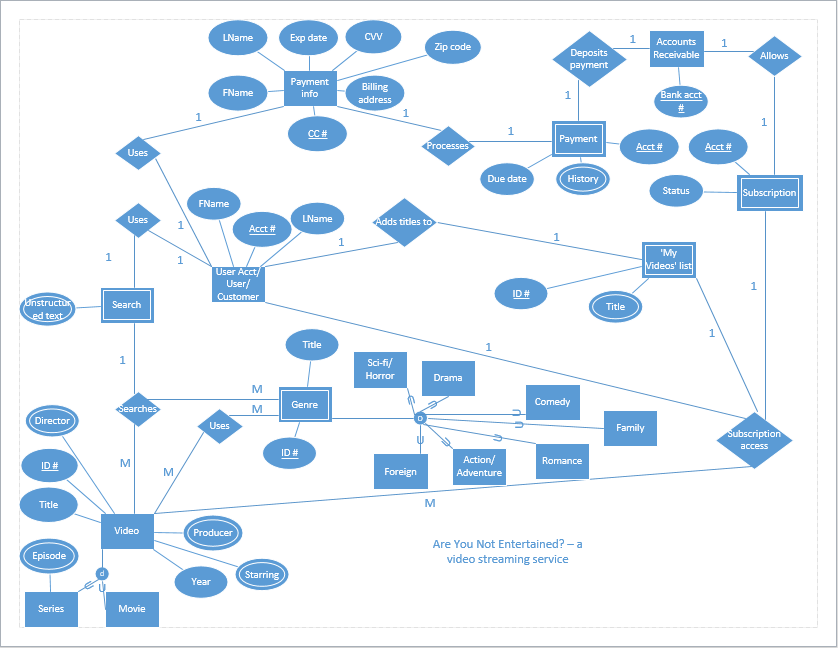 LName
Exp date
CVV
Zip code
FName
Payment
info
Billing
address
CC #
1
1
Deposits
payment
1
Accounts
Receivable
1
Allows
Bank acct
#
1
1
Uses
Processes
1
Payment
Acct #
Acct #
Due date
History
Status
Subscription
Uses
FName
Acct #
LName
Adds titles to
1
1
1
1
1
User Acct/
User/
Customer
'My
Videos' list
ID #
Title
1
1
Unstructur
ed text
Search
1
1
Title
Sci-fi/
Horror
Drama
Comedy
Family
Romance
Action/
Adventure
Foreign
D
U
U
U
U
U
U
U
Genre
ID #
M
M
Searches
Uses
M
M
Subscription
access
M
Director
ID #
Title
Video
Producer
Starring
Year
Episode
d
U
U
Series
Movie
Are You Not Entertained? – a
video streaming service